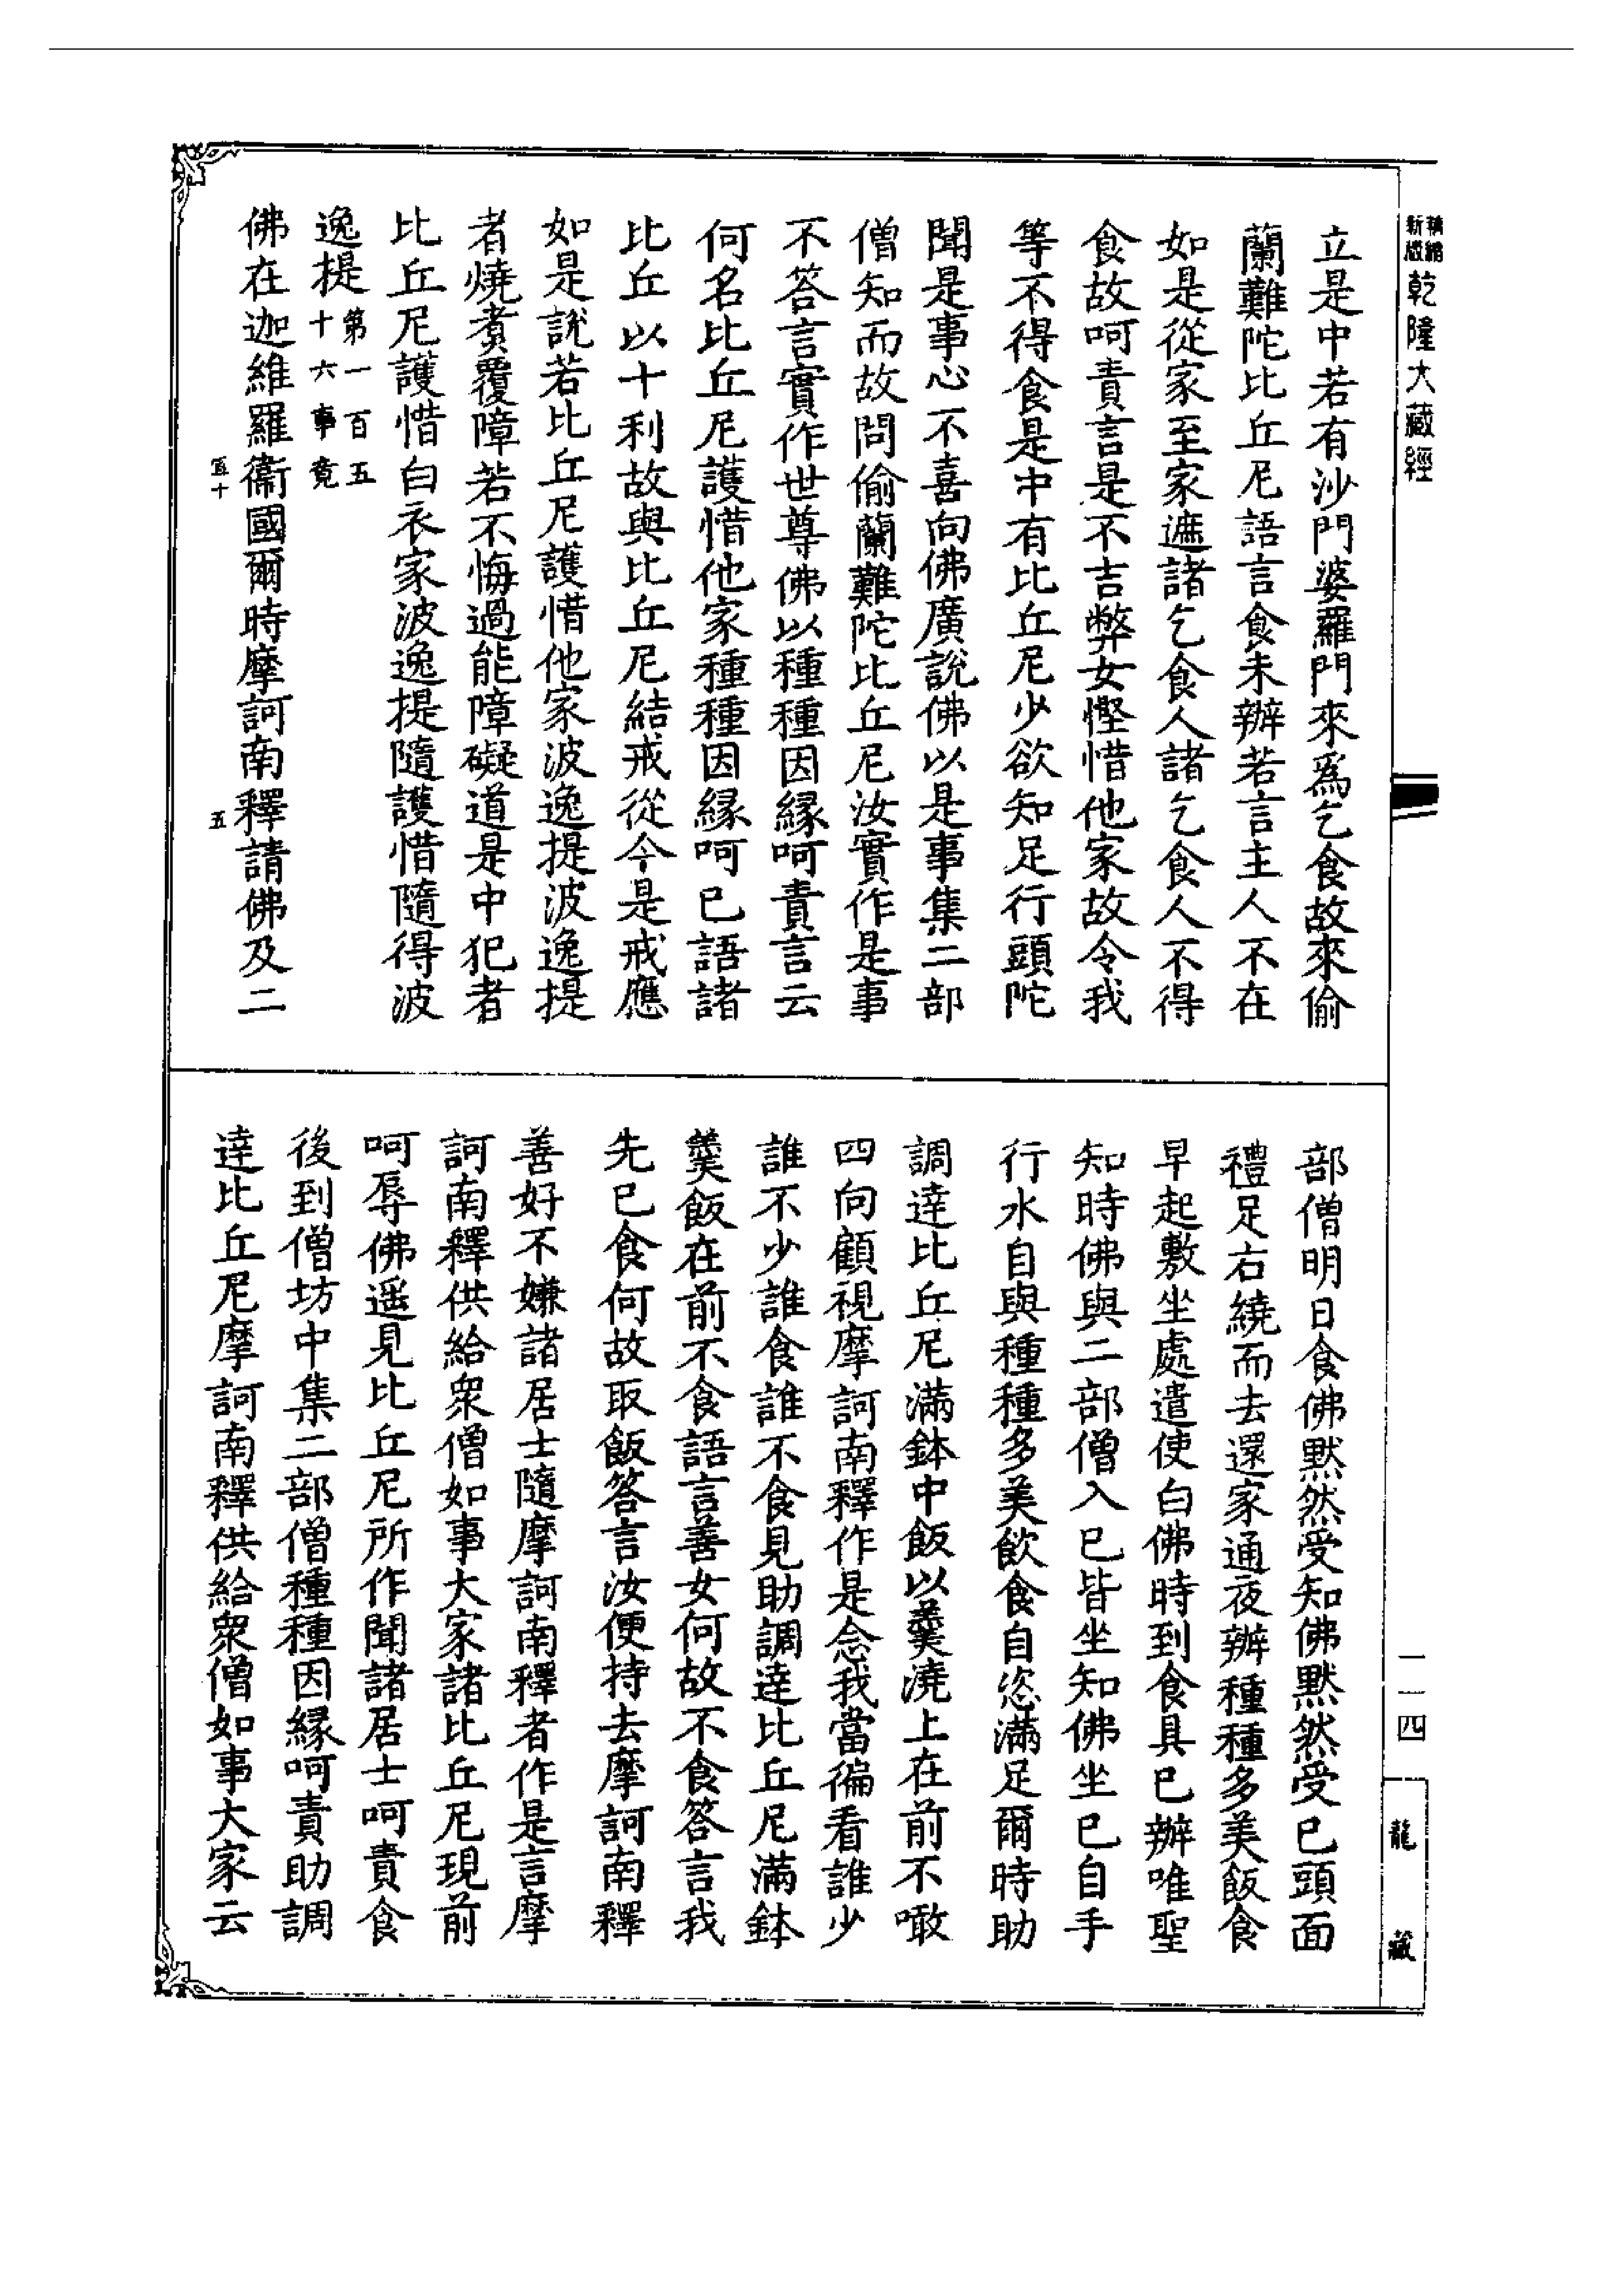 新版精縮乾隆大藏經
立是中若有沙門婆羅門來爲乞食故來偷
蘭難陀比丘尼語言食未辦若言主人不在
如是從家至家遮諸乞食人諸乞食人不得
食故呵責言是不吉弊女慳惜他家故令我
等不得食是中有比丘尼少欲知足行頭陀
聞是事心不喜向佛廣說佛以是事集二部
僧知而故問偷蘭難陀比丘尼汝實作是事
不答言實作世尊佛以種種因緣呵責言云
何名比丘尼護惜他家種種因緣呵已語諸
比丘以十利故與比丘尼結戒從今是戒應
如是說若比丘尼護惜他家波逸提波逸提
者燒煑覆障若不悔過能障礙道是中犯者
比丘尼護惜白衣家波逸提隨護惜隨得波
逸提第一百五十六事竟
佛在迦維羅衞國爾時摩訶南釋請佛及二
五
部僧明日食佛默然受知佛默然受已頭面
禮足右繞而去還家通夜辦種種多美飯食
早起敷坐處遣使白佛時到食具已辦唯聖
知時佛與二部僧入已皆坐知佛坐已自手
行水自與種種多美飲食自恣滿足爾時助
調達比丘尼滿鉢中飯以羹澆上在前不噉
四向顧視摩訶南釋作是念我當徧看誰少
誰不少誰食誰不食見助調達比丘尼滿鉢
羹飯在前不食語言善女何故不食答言我
先已食何故取飯答言汝便持去摩訶南釋
善好不嫌諸居士隨摩訶南釋者作是言摩
訶南釋供給衆僧如事大家諸比丘尼現前
呵辱佛遥見比丘尼所作聞諸居士呵責食
後到僧坊中集二部僧種種因緣呵責助調
達比丘尼摩訶南釋供給衆僧如事大家云
一一四
龍藏